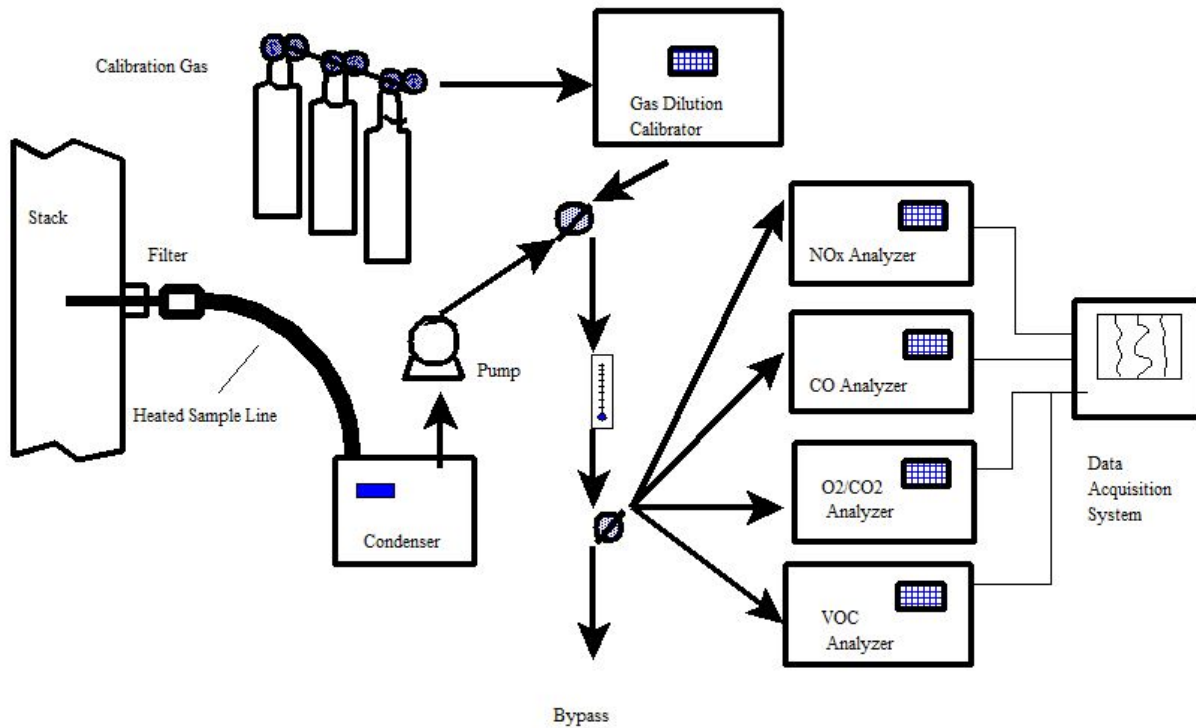 Calibration Gas
Gas Dilution
Calibrator
Stack
Filter
NOx Analyzer
Pump
CO Analyzer
Heated Sample Line
O2/CO2
Analyzer
Data
Acquisition
System
Condenser
VOC
Analyzer
Bypass